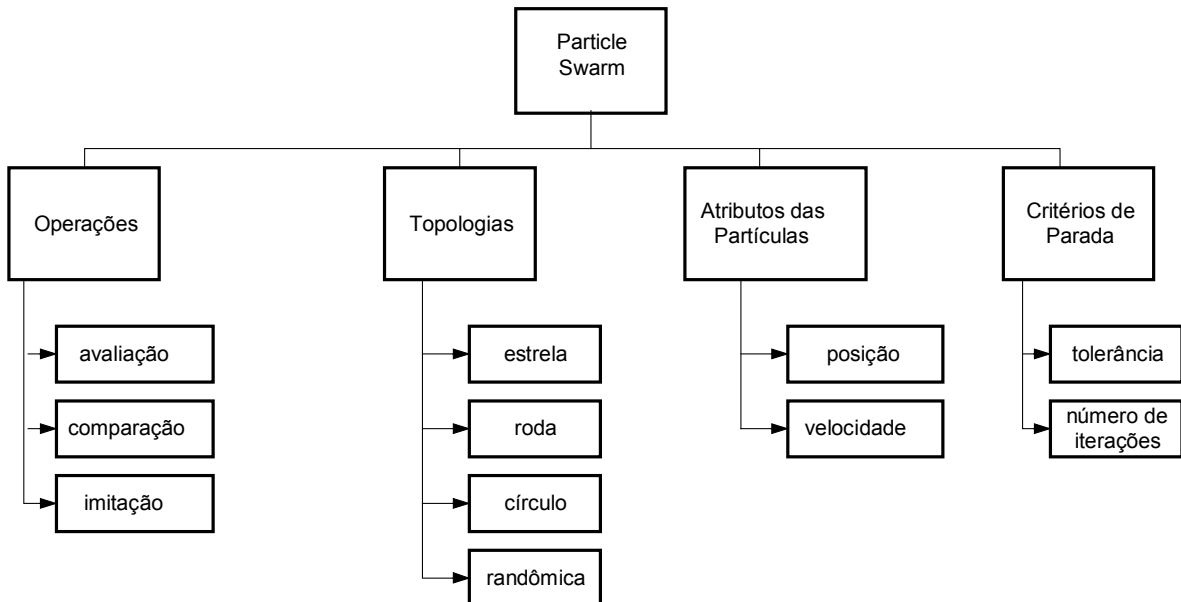 Particle
Swarm
Operações
Topologias
Atributos das
Partículas
Critérios de
Parada
avaliação
comparação
imitação
estrela
roda
círculo
randômica
posição
velocidade
tolerância
número de
iterações